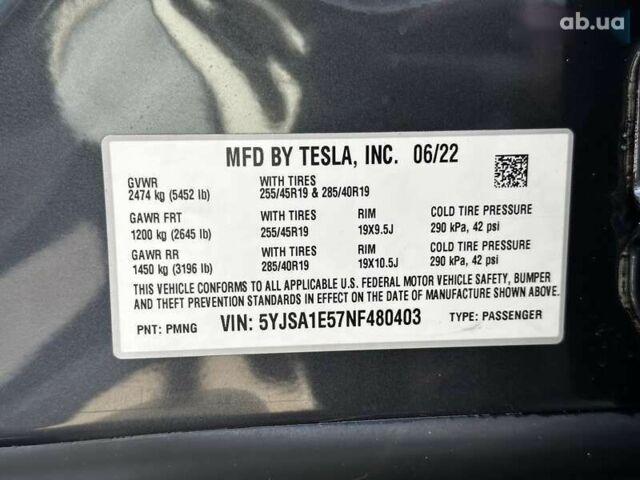 ab.ua
MFD BY TESLA, INC. 06/22
GVWR WITH TIRES
2474 kg (5452 lb) 255/45R19 & 285/40R19
GAWR FRT WITH TIRES RIM COLD TIRE PRESSURE
1200 kg (2645 lb) 255/45R19 19X9.5J 290 kPa, 42 psi
GAWR RR WITH TIRES RIM COLD TIRE PRESSURE
1450 kg (3196 lb) 285/40R19 19X10.5J 290 kPa, 42 psi
THIS VEHICLE CONFORMS TO ALL APPLICABLE U.S. FEDERAL MOTOR VEHICLE SAFETY, BUMPER
AND THEFT PREVENTION STANDARDS IN EFFECT ON THE DATE OF MANUFACTURE SHOWN ABOVE.
PNT: PMNG VIN: 5YJSA1E57NF480403 TYPE: PASSENGER